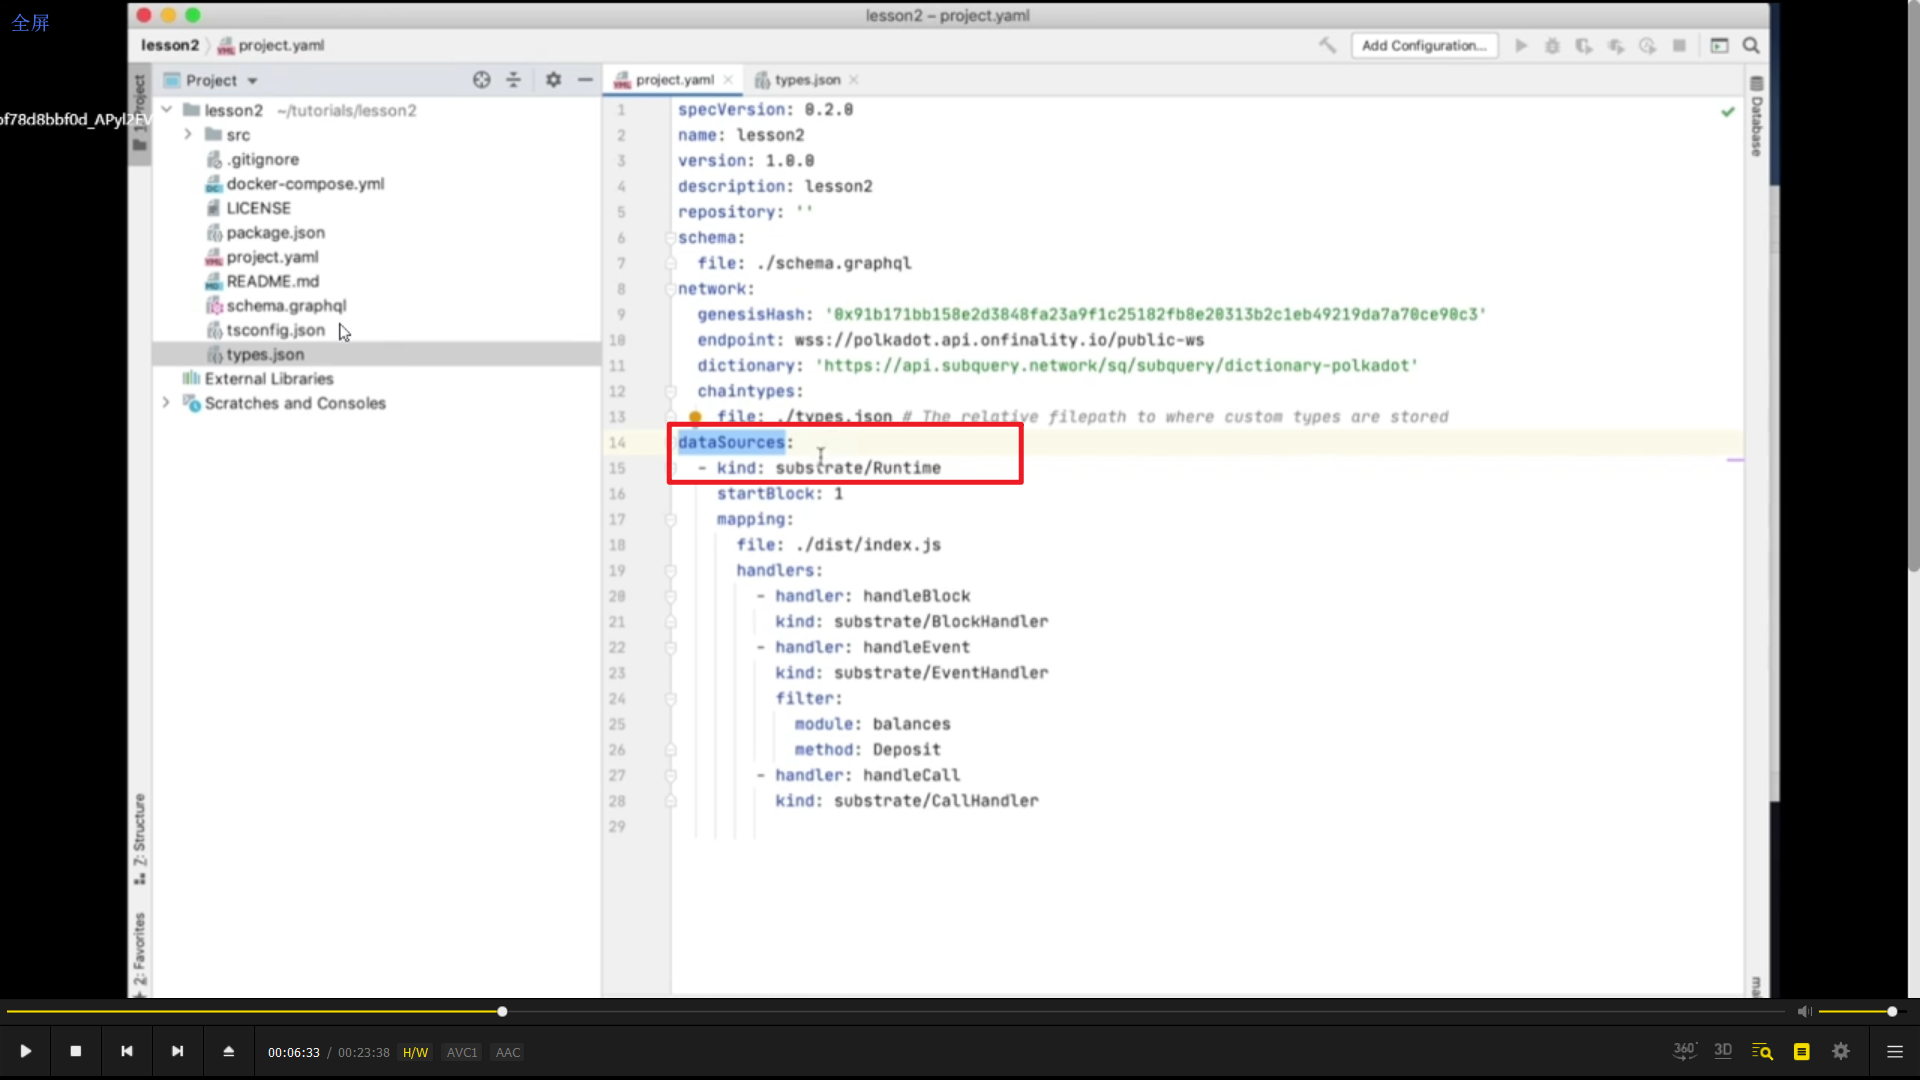 全屏
lesson2 – project.yaml
lesson2
project.yaml
Add Configuration...
Project
project.yaml
types.json
Database
lesson2 ~/tutorials/lesson2
src
.gitignore
docker-compose.yml
LICENSE
package.json
project.yaml
README.md
schema.graphql
tsconfig.json
types.json
External Libraries
Scratches and Consoles
1 specVersion: 0.2.0
2 name: lesson2
3 version: 1.0.0
4 description: lesson2
5 repository: ''
6 schema:
7 file: ./schema.graphql
8 network:
9 genesisHash: '0x91b171bb158e2d3848fa23a9f1c25182fb8e20313b2c1eb49219da7a70ce90c3'
10 endpoint: wss://polkadot.api.onfinality.io/public-ws
11 dictionary: 'https://api.subquery.network/sq/subquery/dictionary-polkadot'
12 chaintypes:
13 file: ./types.json # The relative filepath to where custom types are stored
14 dataSources:
15 - kind: substrate/Runtime
16 startBlock: 1
17 mapping:
18 file: ./dist/index.js
19 handlers:
20 - handler: handleBlock
21 kind: substrate/BlockHandler
22 - handler: handleEvent
23 kind: substrate/EventHandler
24 filter:
25 module: balances
26 method: Deposit
27 - handler: handleCall
28 kind: substrate/CallHandler
29
Z: Structure
2: Favorites
00:06:33 / 00:23:38 H/W AVC1 AAC
360° 3D